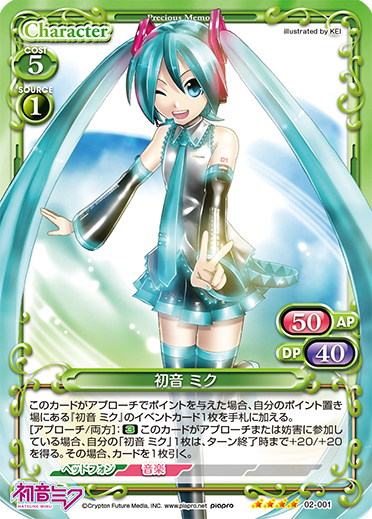 Precious Memo
Character
illustrated by KEI
COST
5
SOURCE
1
01
50 AP
DP 40
初音 ミク
このカードがアプローチでポイントを与えた場合、自分のポイント置き
場にある『初音 ミク』のイベントカード1枚を手札に加える。
[アプローチ/両方]:3 このカードがアプローチまたは妨害に参加し
ている場合、自分の「初音 ミク」1枚は、ターン終了時まで+20/+20
を得る。その場合、カードを1枚引く。
ヘッドフォン 音楽
初音ミク
HATSUNE MIKU
©Crypton Future Media, INC. www.piapro.net piapro
★★★★ 02-001